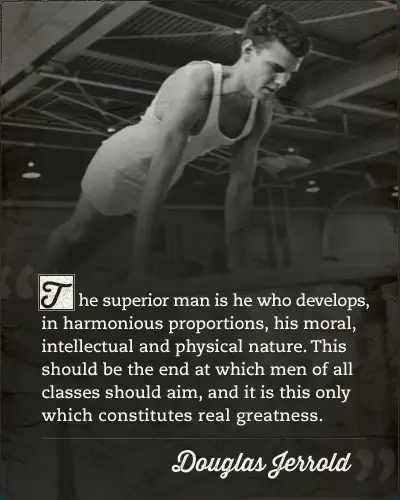 The superior man is he who develops,
in harmonious proportions, his moral,
intellectual and physical nature. This
should be the end at which men of all
classes should aim, and it is this only
which constitutes real greatness.
Douglas Jerrold